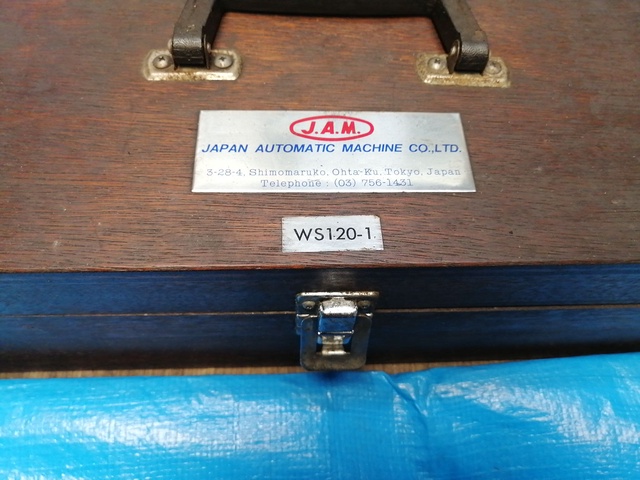 J.A.M.
JAPAN AUTOMATIC MACHINE CO.,LTD.
3-28-4, Shimomaruko, Ohta-Ku, Tokyo, Japan
Telephone : (03) 756-1431
WS120-1